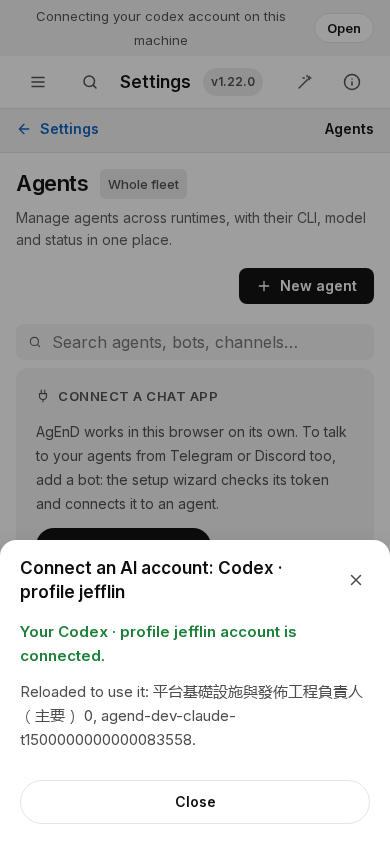 Connecting your codex account on this
machine
Open
Settings
v1.22.0
Settings
Agents
Agents
Whole fleet
Manage agents across runtimes, with their CLI, model
and status in one place.
New agent
Search agents, bots, channels…
CONNECT A CHAT APP
AgEnD works in this browser on its own. To talk
to your agents from Telegram or Discord too,
add a bot: the setup wizard checks its token
and connects it to an agent.
Connect an AI account: Codex ·
profile jefflin
Your Codex · profile jefflin account is
connected.
Reloaded to use it: 平台基礎設施與發佈工程負責人
（主要）0, agend-dev-claude-
t1500000000000083558.
Close